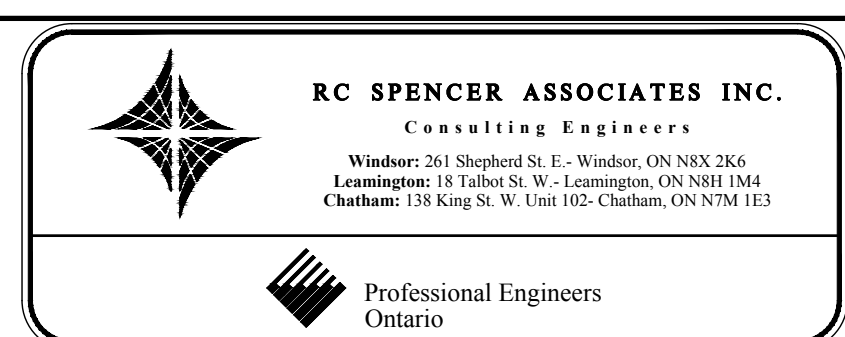 RC SPENCER ASSOCIATES INC.
Consulting Engineers
Windsor: 261 Shepherd St. E.- Windsor, ON N8X 2K6
Leamington: 18 Talbot St. W.- Leamington, ON N8H 1M4
Chatham: 138 King St. W. Unit 102- Chatham, ON N7M 1E3
Professional Engineers
Ontario